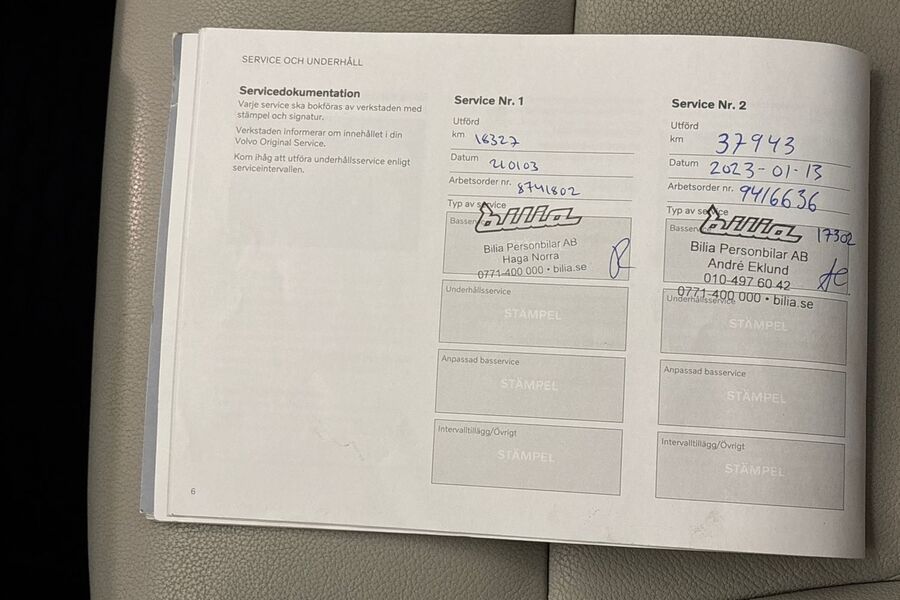 SERVICE OCH UNDERHÅLL
Servicedokumentation
Varje service ska bokföras av verkstaden med
stämpel och signatur.
Verkstaden informerar om innehållet i din
Volvo Original Service.
Kom ihåg att utföra underhållsservice enligt
serviceintervallen.
6
Service Nr. 1
Utförd
km 18327
Datum 210103
Arbetsorder nr. 8741802
Typ av service
bilia
Bilia Personbilar AB
Haga Norra
0771-400 000 • bilia.se
Underhållsservice
STÄMPEL
Anpassad basservice
STÄMPEL
Intervalltillägg/Övrigt
STÄMPEL
Service Nr. 2
Utförd
km 37943
Datum 2023-01-13
Arbetsorder nr. 9416636
Typ av service
bilia 17302
Bilia Personbilar AB
André Eklund
010-497 60 42
0771-400 000 • bilia.se
Underhållsservice
STÄMPEL
Anpassad basservice
STÄMPEL
Intervalltillägg/Övrigt
STÄMPEL